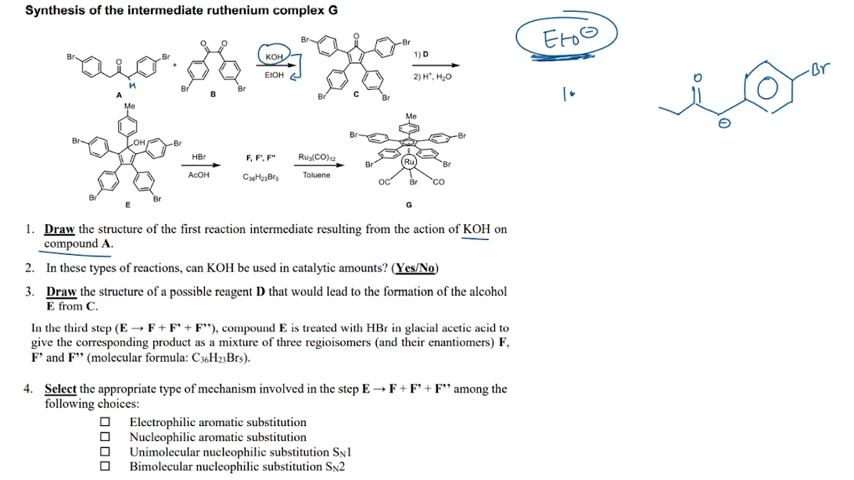 Synthesis of the intermediate ruthenium complex G
EtO⊖
Br
Br
KOH
EtOH
Br
Br
1) D
2) H⁺, H₂O
O
Br
O
H
A
+
O O
Br
Br
B
O
Br
Br
C
1.
⊖
Me
Br
OH
Br
Br
Br
E
HBr
AcOH
F, F', F"
C₃₆H₂₃Br₅
Ru₃(CO)₁₂
Toluene
Me
Br
Br
Br
Br
Ru
OC
Br
CO
G
1. Draw the structure of the first reaction intermediate resulting from the action of KOH on
compound A.
2. In these types of reactions, can KOH be used in catalytic amounts? (Yes/No)
3. Draw the structure of a possible reagent D that would lead to the formation of the alcohol
E from C.
In the third step (E → F + F' + F''), compound E is treated with HBr in glacial acetic acid to
give the corresponding product as a mixture of three regioisomers (and their enantiomers) F,
F' and F'' (molecular formula: C₃₆H₂₃Br₅).
4. Select the appropriate type of mechanism involved in the step E → F + F' + F'' among the
following choices:
☐ Electrophilic aromatic substitution
☐ Nucleophilic aromatic substitution
☐ Unimolecular nucleophilic substitution SN1
☐ Bimolecular nucleophilic substitution SN2